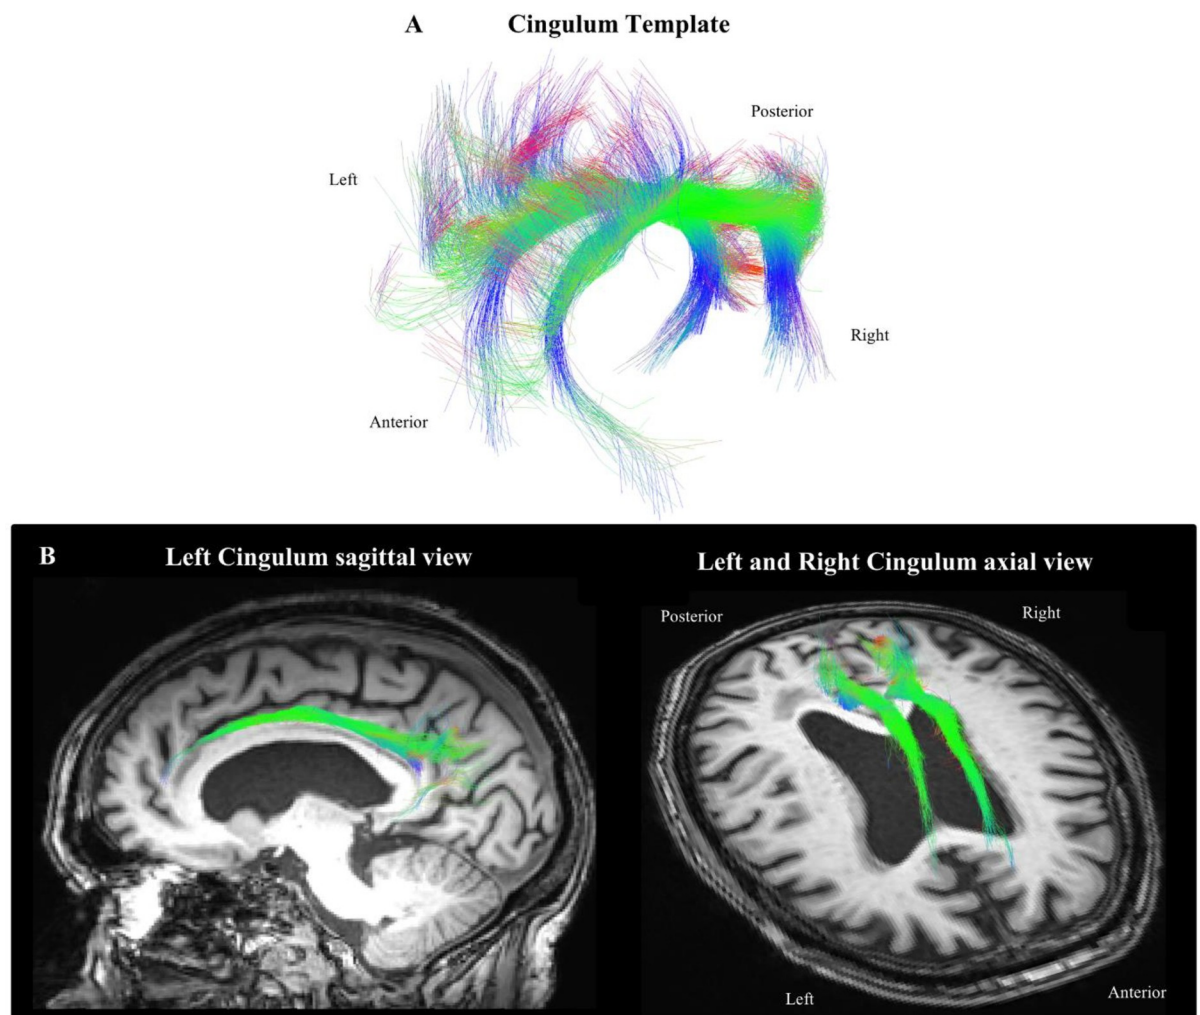 A Cingulum Template
Posterior
Left
Right
Anterior
B Left Cingulum sagittal view
Left and Right Cingulum axial view
Posterior
Right
Left
Anterior